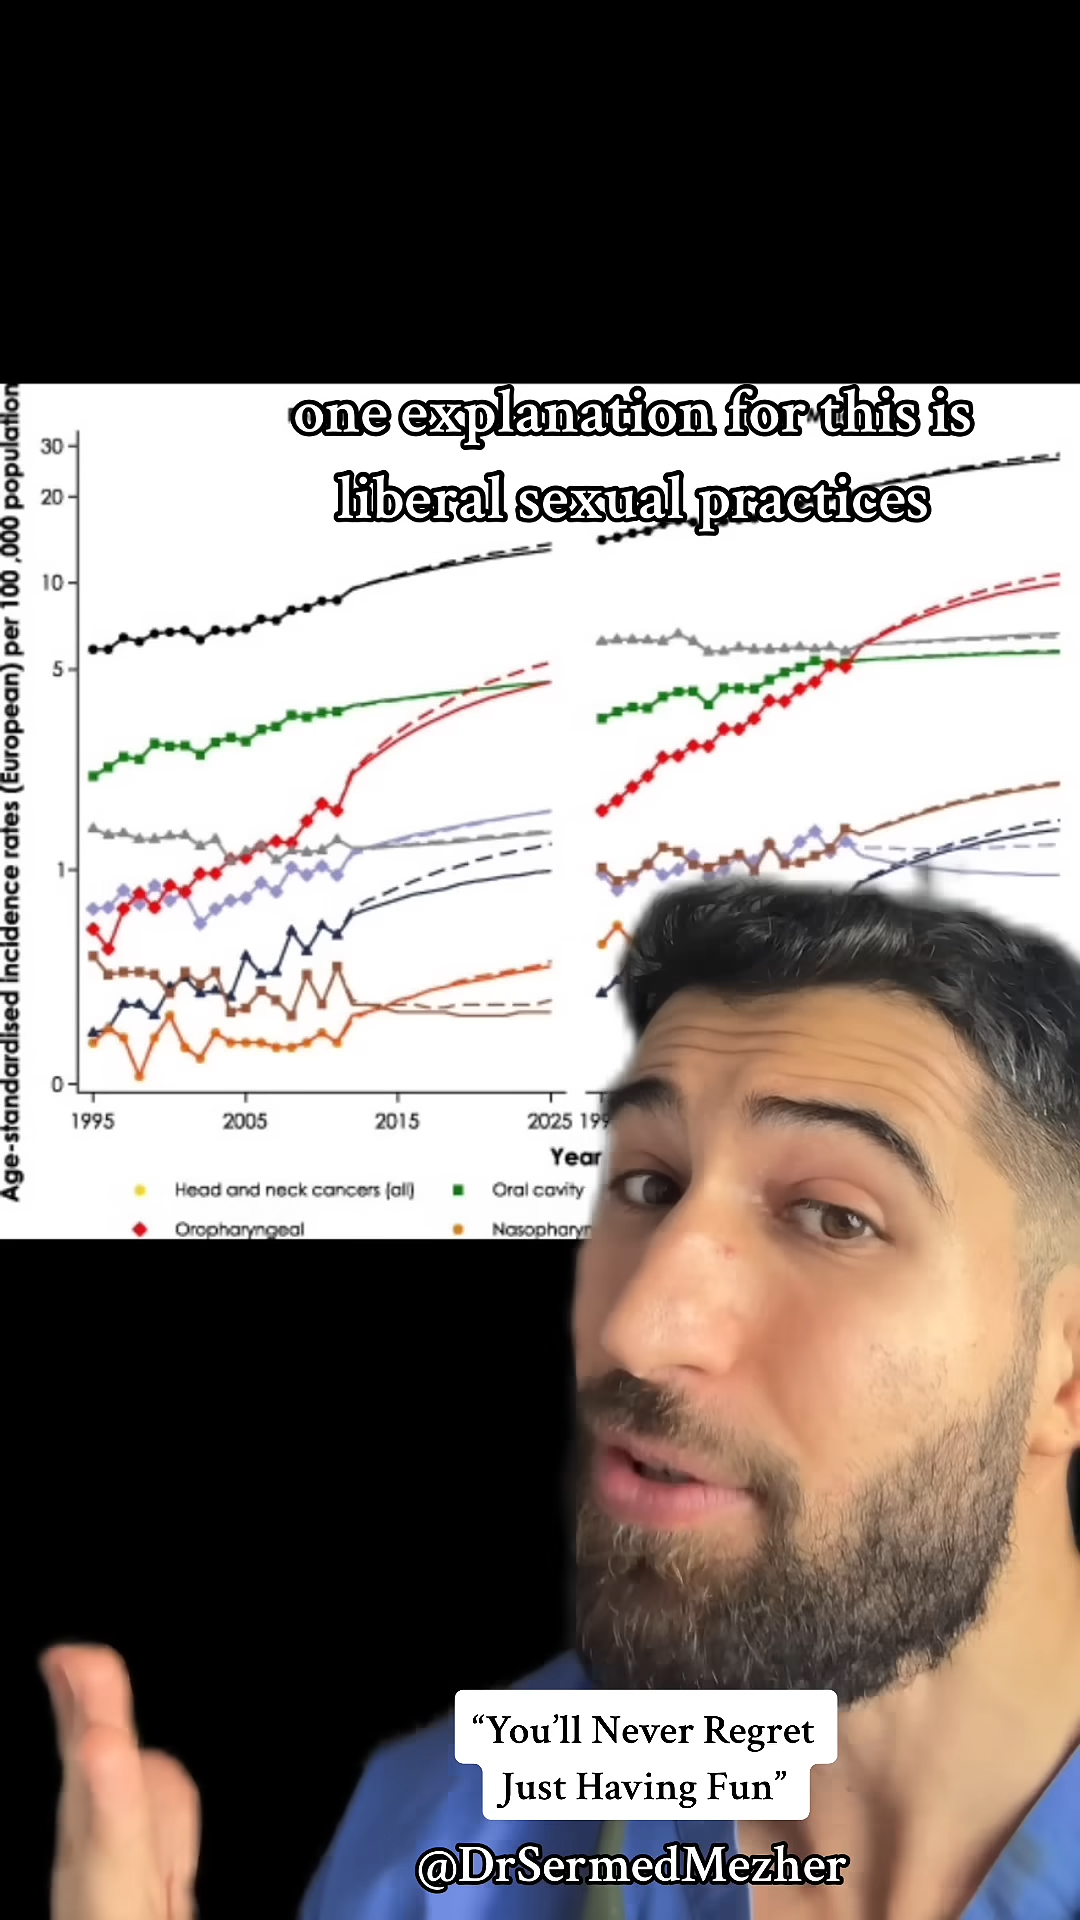 one explanation for this is
liberal sexual practices
Age-standardised incidence rates (European) per 100 ,000 population
30
20
10
5
1
0
1995
2005
2015
2025
Year
Head and neck cancers (all)
Oral cavity
Oropharyngeal
“You’ll Never Regret
Just Having Fun”
@DrSermedMezher